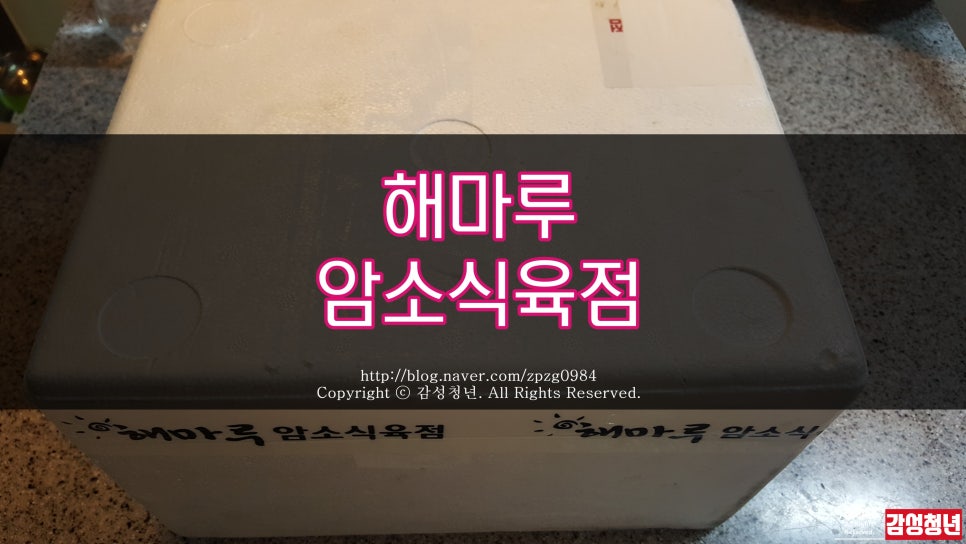 해마루
암소식육점
http://blog.naver.com/zpzg0984
Copyright ⓒ 감성청년. All Rights Reserved.
해마루 암소식육점 해마루 암소식
감성청년